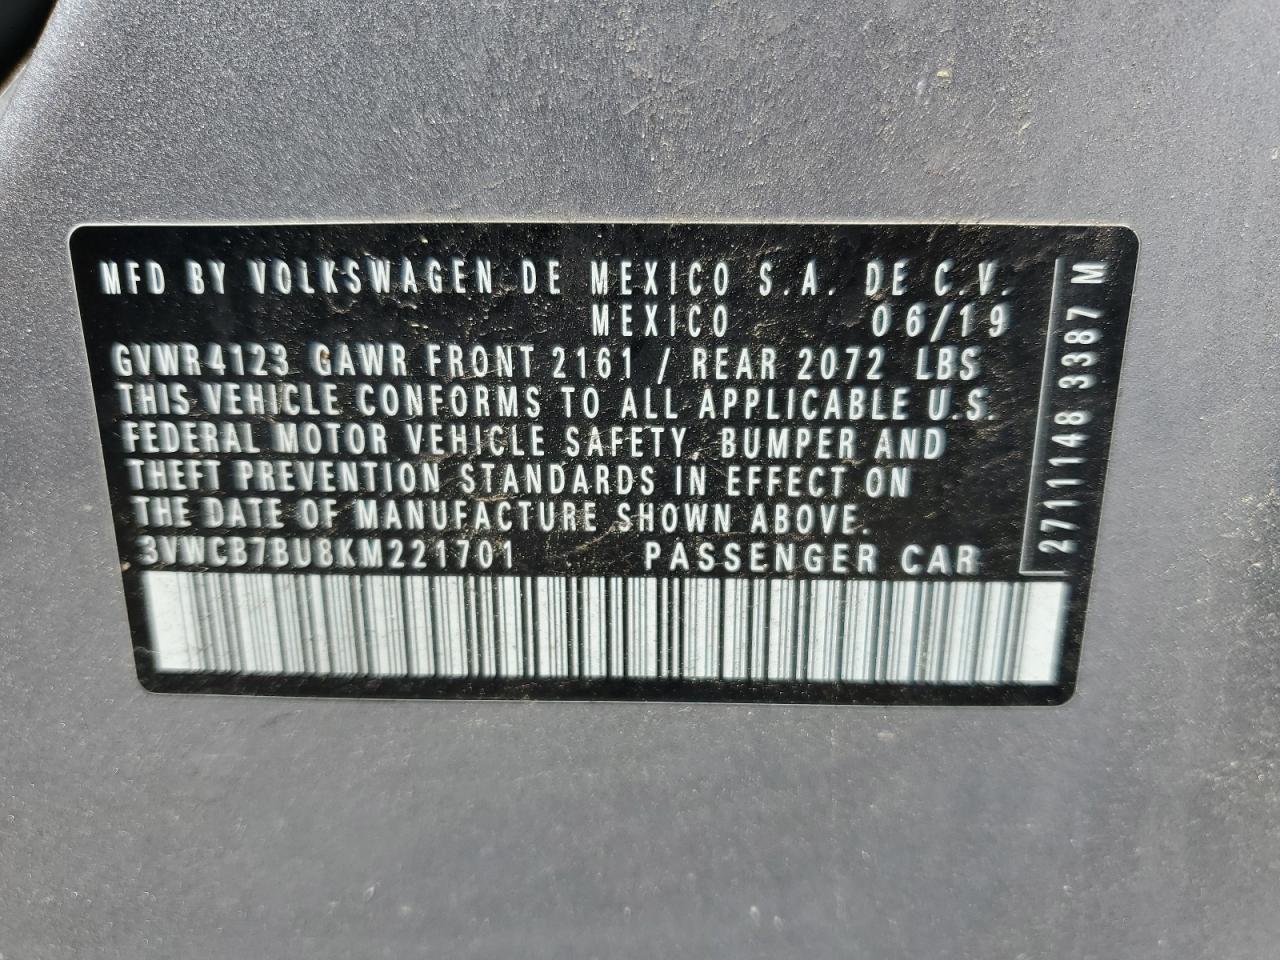 MFD BY VOLKSWAGEN DE MEXICO S.A. DE C.V.
MEXICO 06/19
GVWR 4123 GAWR FRONT 2161 / REAR 2072 LBS
THIS VEHICLE CONFORMS TO ALL APPLICABLE U.S.
FEDERAL MOTOR VEHICLE SAFETY, BUMPER AND
THEFT PREVENTION STANDARDS IN EFFECT ON
THE DATE OF MANUFACTURE SHOWN ABOVE.
3VWCB7BU8KM221701 PASSENGER CAR
2711148 3387 M